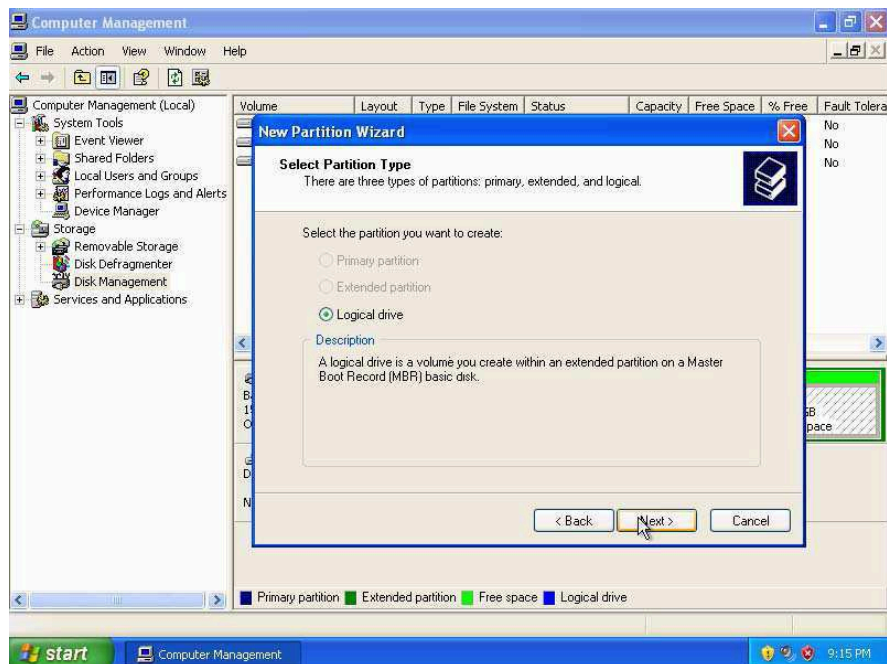 Computer Management
File Action View Window Help
Computer Management (Local)
System Tools
Event Viewer
Shared Folders
Local Users and Groups
Performance Logs and Alerts
Device Manager
Storage
Removable Storage
Disk Defragmenter
Disk Management
Services and Applications
Volume Layout Type File System Status Capacity Free Space % Free Fault Tolera
No
No
No
New Partition Wizard
Select Partition Type
There are three types of partitions: primary, extended, and logical.
Select the partition you want to create:
Primary partition
Extended partition
Logical drive
Description
A logical drive is a volume you create within an extended partition on a Master
Boot Record (MBR) basic disk.
< Back Next > Cancel
Primary partition Extended partition Free space Logical drive
start Computer Management 9:15 PM